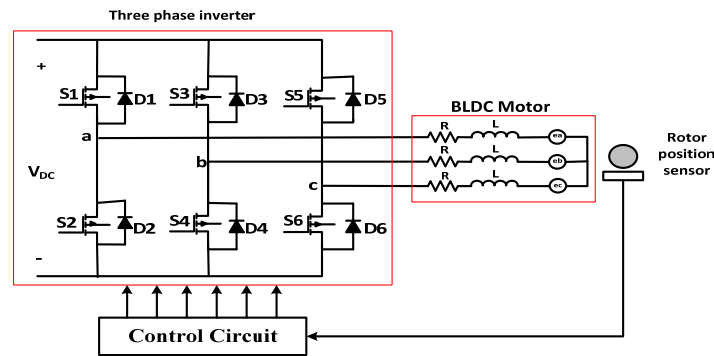 Three phase inverter
+
S1
D1
S3
D3
S5
D5
a
b
c
VDC
S2
D2
S4
D4
S6
D6
-
BLDC Motor
R
L
ea
R
L
eb
R
L
ec
Rotor
position
sensor
Control Circuit